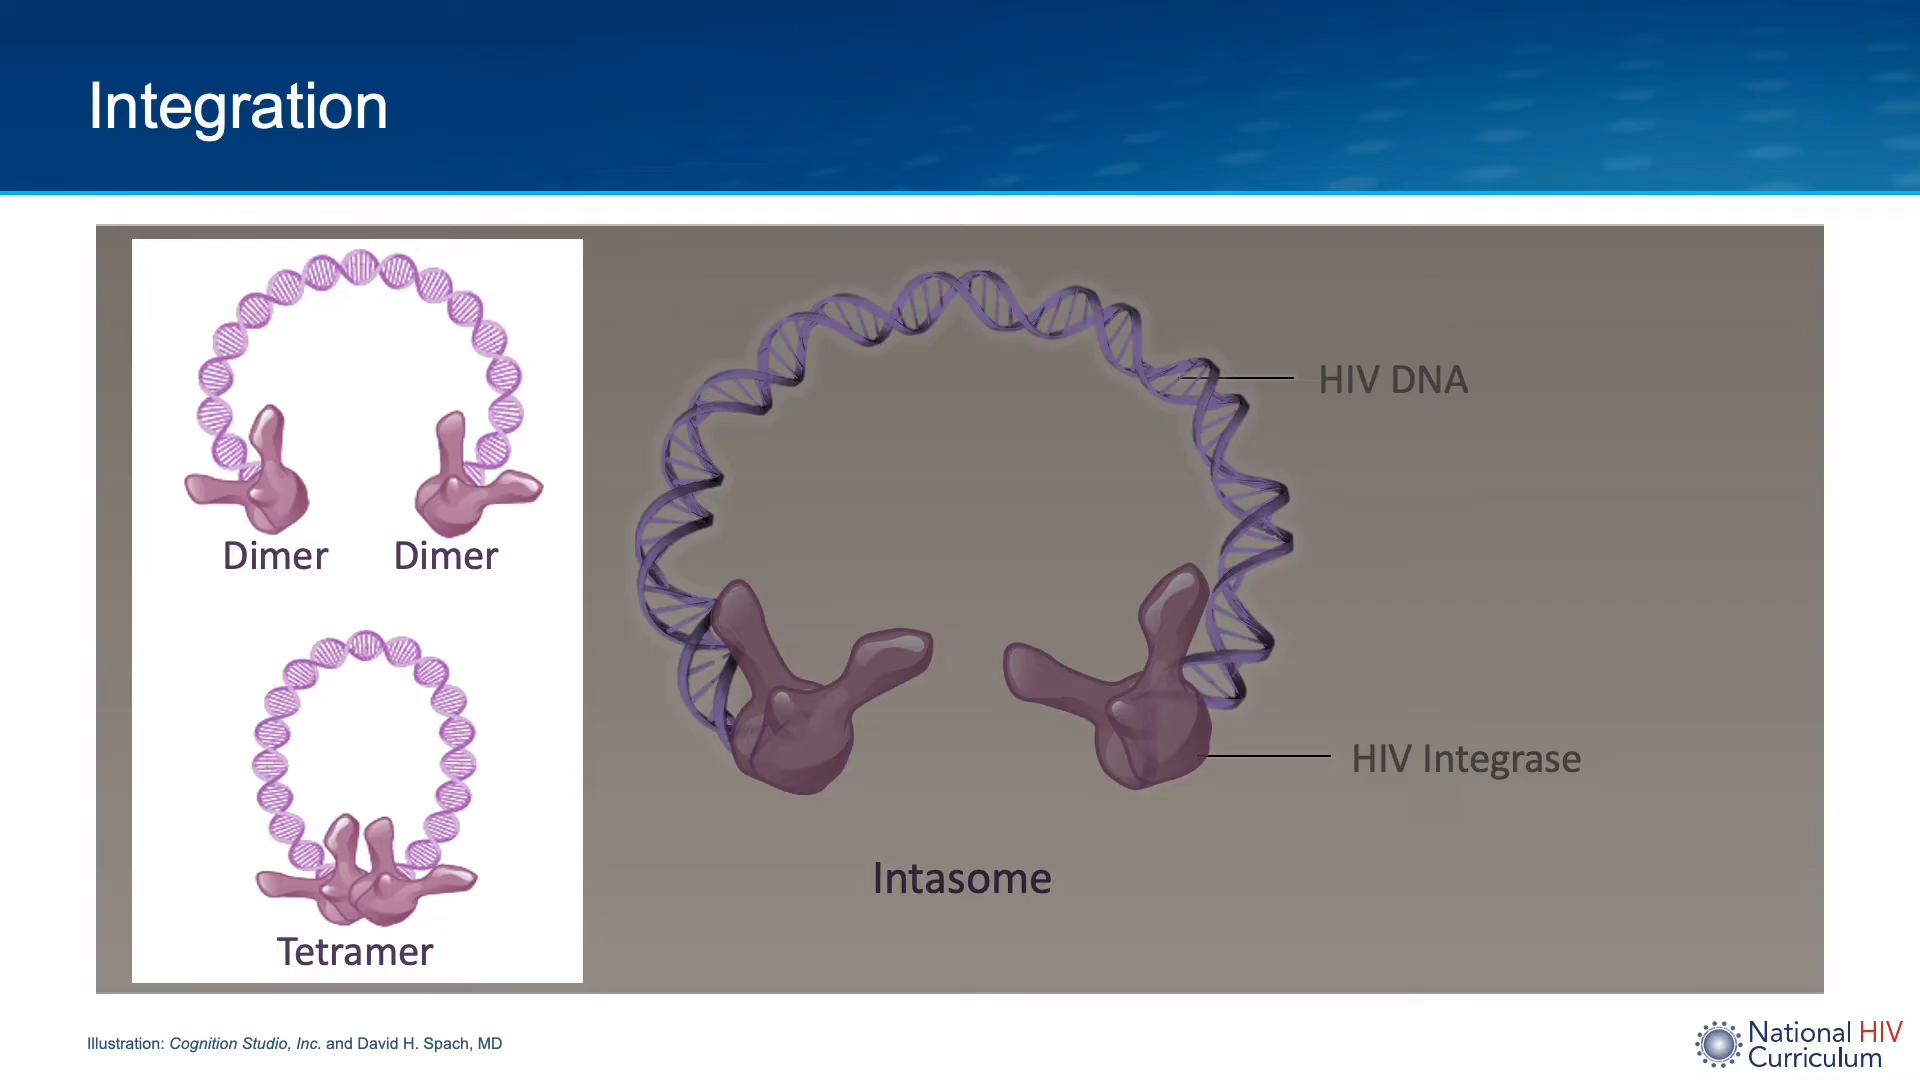 Integration
Dimer Dimer
Tetramer
HIV DNA
HIV Integrase
Intasome
Illustration: Cognition Studio, Inc. and David H. Spach, MD
National HIV
Curriculum